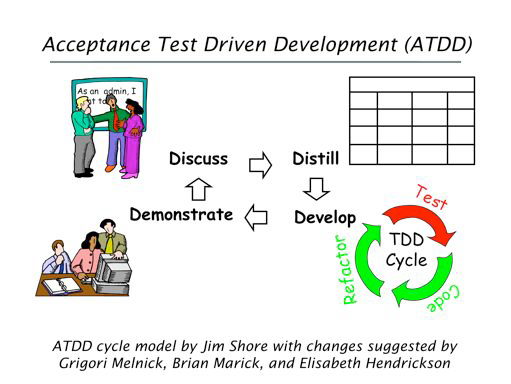 Acceptance Test Driven Development (ATDD)
As an admin, I
Discuss
Distill
Demonstrate
Develop
Test
TDD
Cycle
Refactor
Code
ATDD cycle model by Jim Shore with changes suggested by
Grigori Melnick, Brian Marick, and Elisabeth Hendrickson